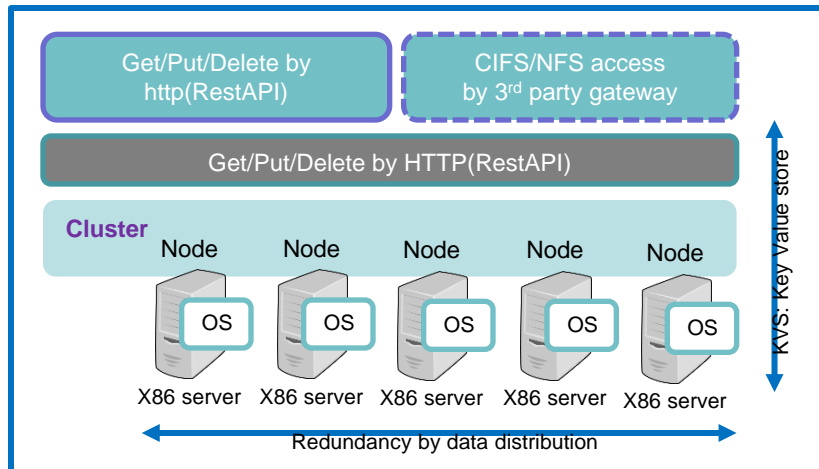 Get/Put/Delete by
http(RestAPI)
CIFS/NFS access
by 3rd party gateway
Get/Put/Delete by HTTP(RestAPI)
Cluster
Node
Node
Node
Node
Node
OS
OS
OS
OS
OS
X86 server
X86 server
X86 server
X86 server
X86 server
Redundancy by data distribution
KVS: Key Value store